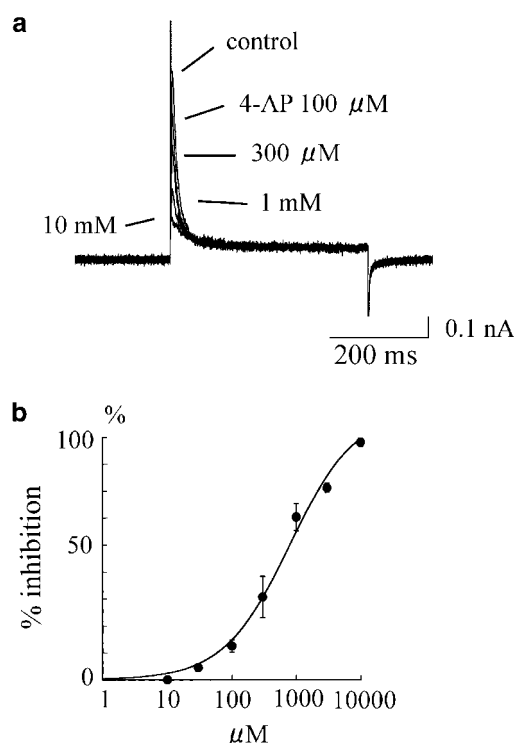 a
control
4-AP 100 μM
300 μM
1 mM
10 mM
0.1 nA
200 ms
b
%
100
50
0
% inhibition
1 10 100 1000 10000
μM